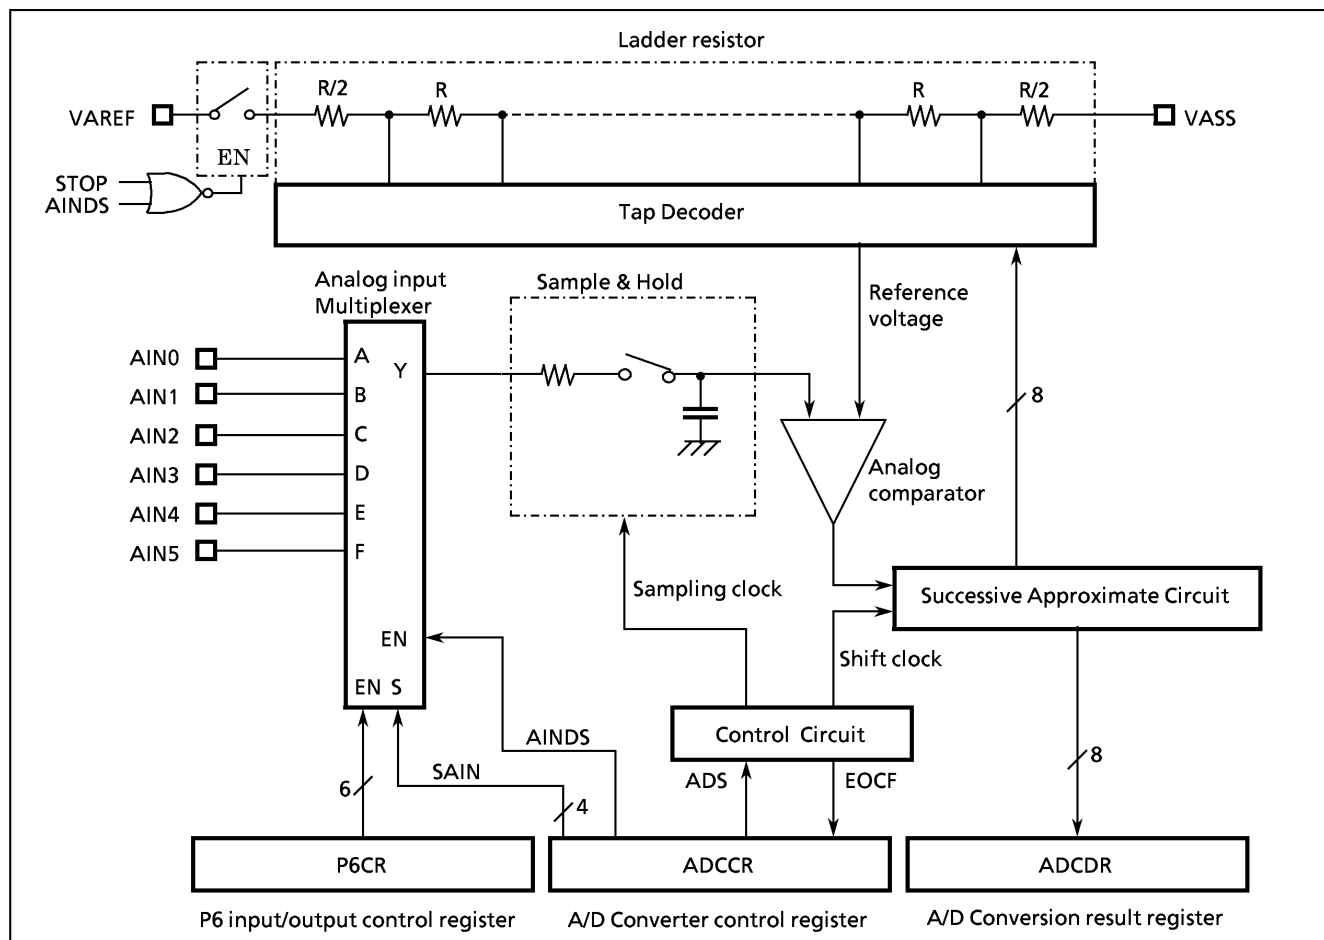 Ladder resistor
R/2
R
R
R/2
VAREF
VASS
EN
STOP
AINDS
Tap Decoder
Analog input
Multiplexer
Sample & Hold
Reference
voltage
AIN0
A
Y
AIN1
B
8
AIN2
C
AIN3
D
Analog
comparator
AIN4
E
AIN5
F
Sampling clock
Successive Approximate Circuit
EN
Shift clock
EN S
AINDS
Control Circuit
SAIN
ADS
EOCF
8
6
4
P6CR
ADCCR
ADCDR
P6 input/output control register
A/D Converter control register
A/D Conversion result register